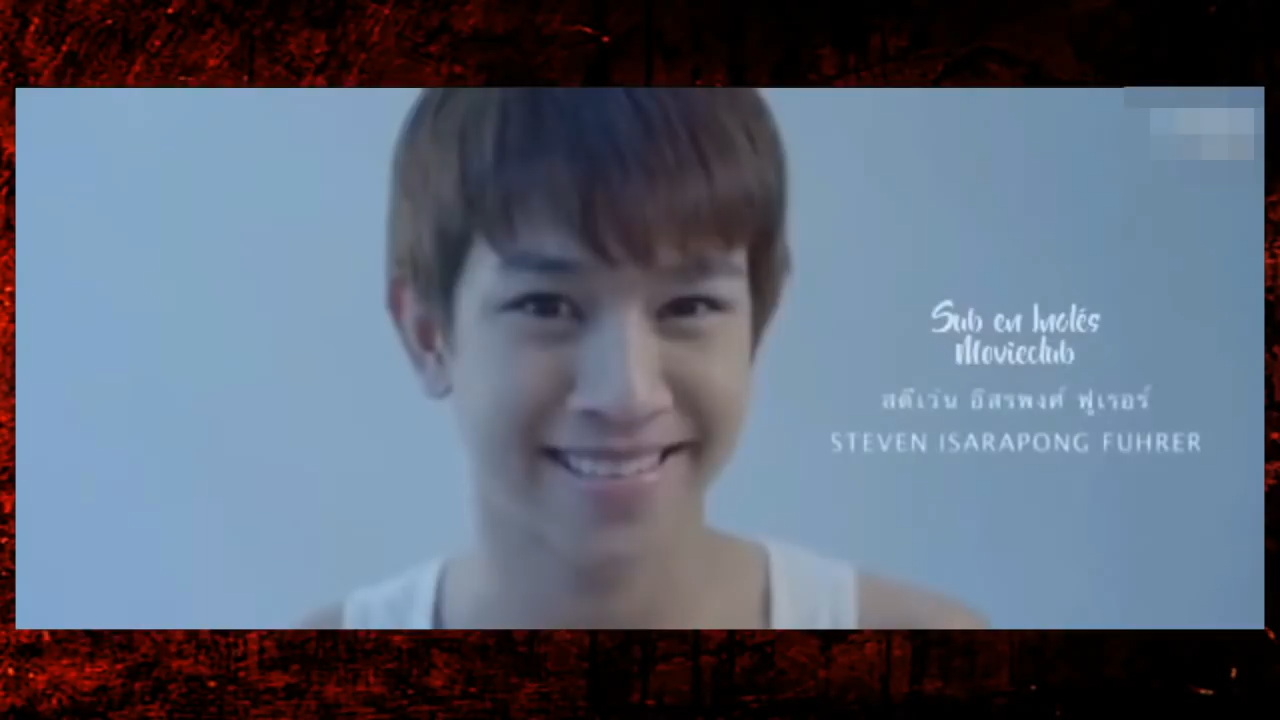 Sub en Inglés
Movieclub
สตีเว่น อิสรพงศ์ ฟูเรอร์
STEVEN ISARAPONG FUHRER